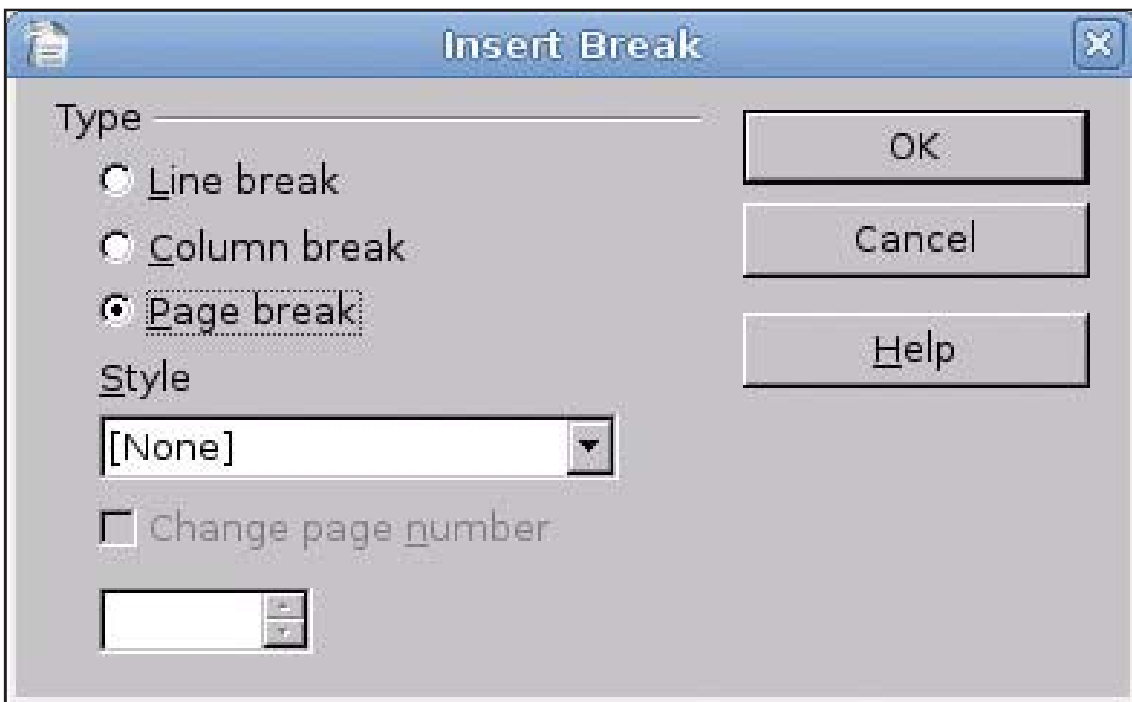 Insert Break
Type
Line break
Column break
Page break
Style
[None]
Change page number
OK
Cancel
Help